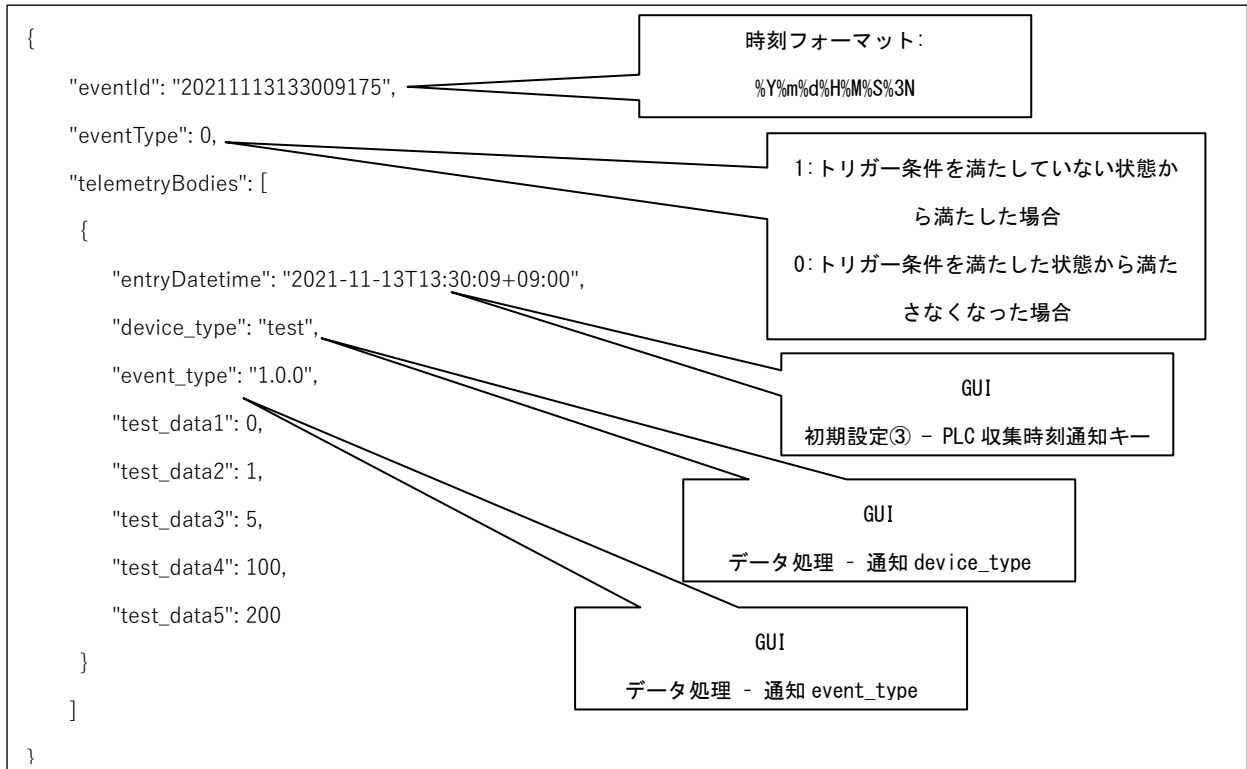 {
"eventId": "20211113133009175",
"eventType": 0,
"telemetryBodies": [
{
"entryDatetime": "2021-11-13T13:30:09+09:00",
"device_type": "test",
"event_type": "1.0.0",
"test_data1": 0,
"test_data2": 1,
"test_data3": 5,
"test_data4": 100,
"test_data5": 200
}
]
}
時刻フォーマット:
%Y%m%d%H%M%S%3N
1:トリガー条件を満たしていない状態か
ら満たした場合
0:トリガー条件を満たした状態から満た
さなくなった場合
GUI
初期設定③ – PLC 収集時刻通知キー
GUI
データ処理 – 通知 device_type
GUI
データ処理 – 通知 event_type